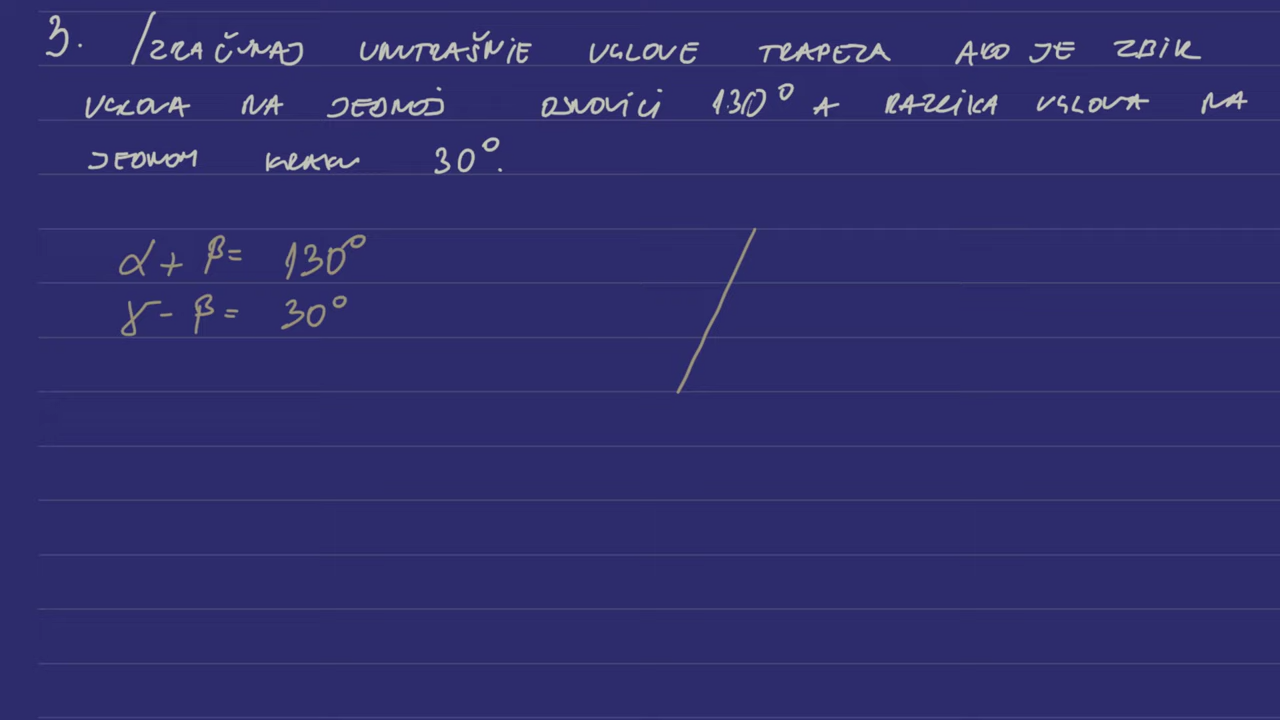 3. IZRAČUNAJ UNUTRAŠNJE UGLOVE TRAPEZA AKO JE ZBIR
UGLOVA NA JEDNOJ OSNOVICI 130° A RAZLIKA UGLOVA NA
JEDNOM KRAKU 30°.
α + β = 130°
γ - β = 30°